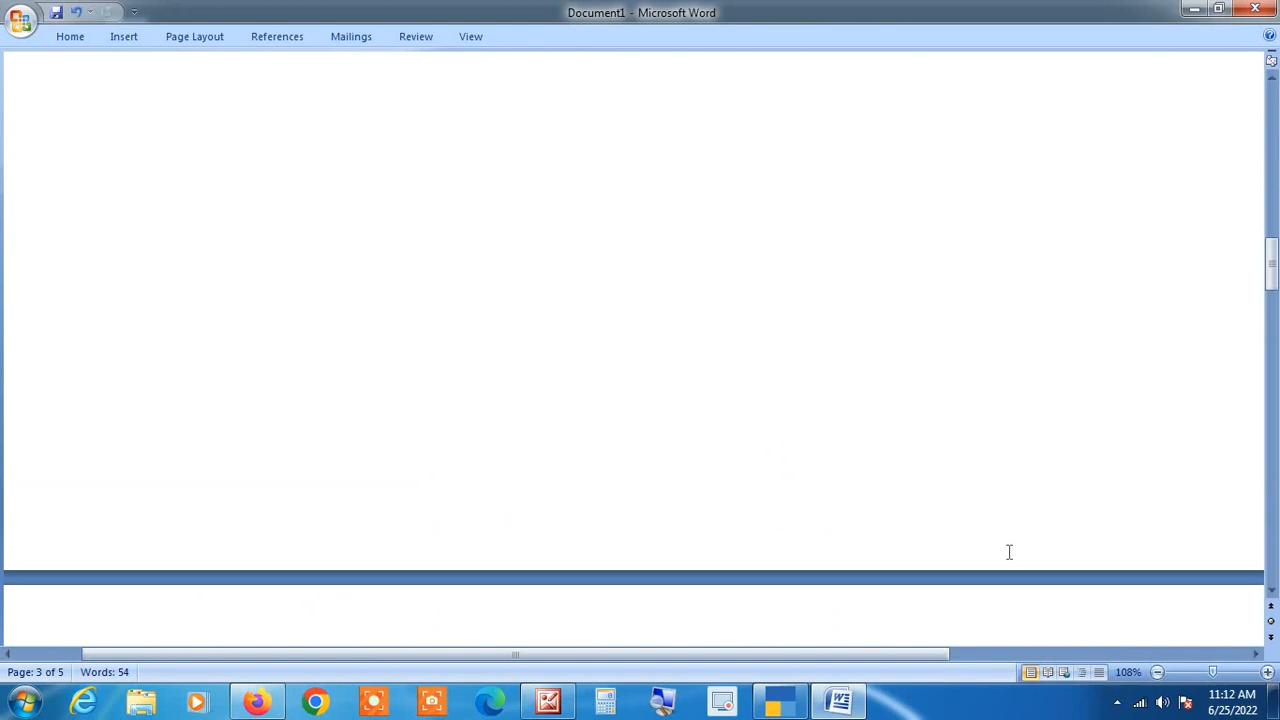 Document1 - Microsoft Word
Home Insert Page Layout References Mailings Review View
Page: 3 of 5 Words: 54 108%
11:12 AM
6/25/2022